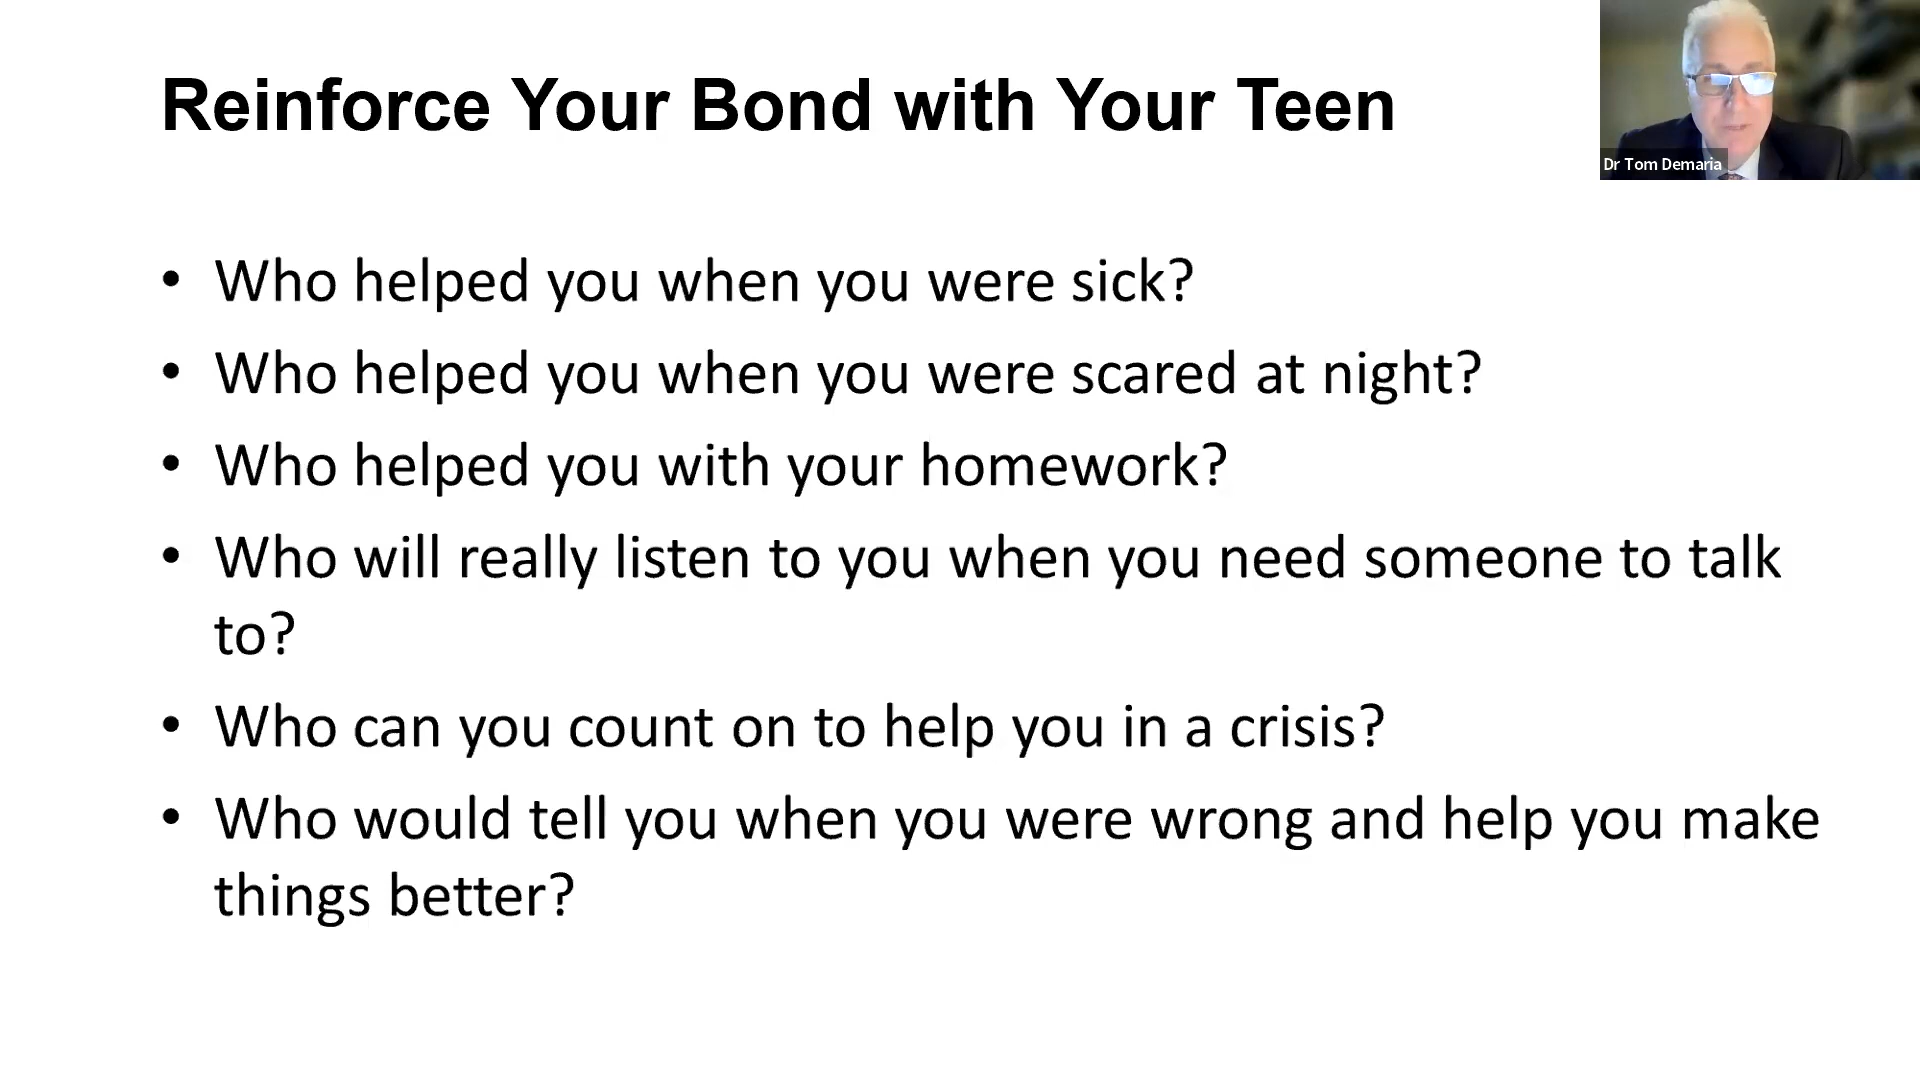 Reinforce Your Bond with Your Teen
Dr Tom Demaria
• Who helped you when you were sick?
• Who helped you when you were scared at night?
• Who helped you with your homework?
• Who will really listen to you when you need someone to talk
to?
• Who can you count on to help you in a crisis?
• Who would tell you when you were wrong and help you make
things better?